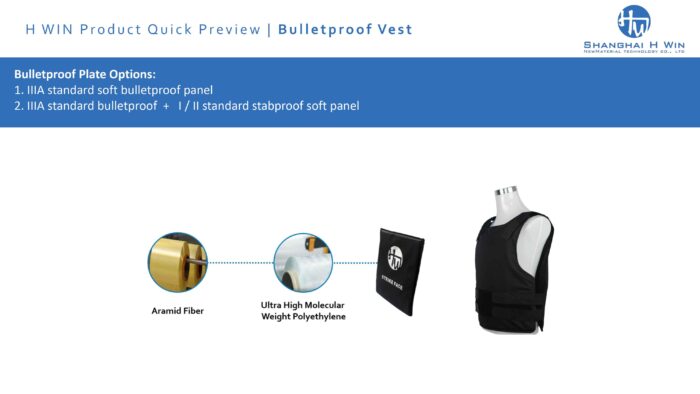 H WIN Product Quick Preview | Bulletproof Vest
HW
SHANGHAI H WIN
NEWMATERIAL TECHNOLOGY CO., LTD
Bulletproof Plate Options:
1. IIIA standard soft bulletproof panel
2. IIIA standard bulletproof + I / II standard stabproof soft panel
HW
STRIKE FACE
Aramid Fiber
Ultra High Molecular
Weight Polyethylene